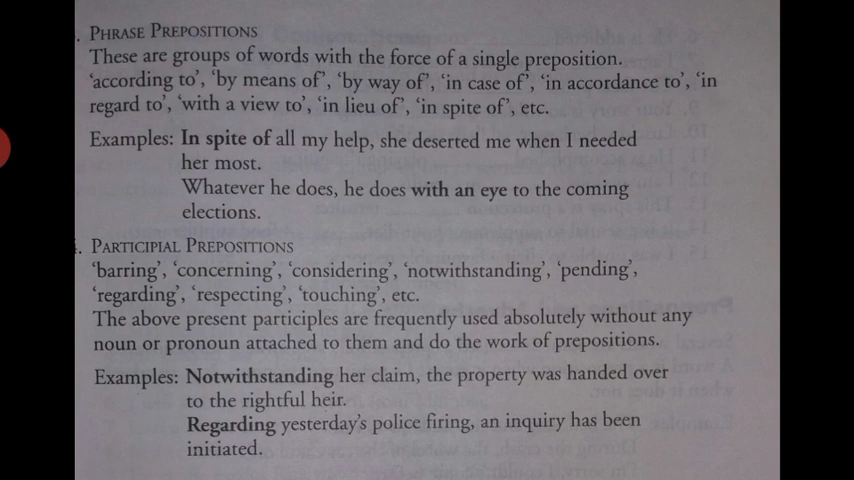 . PHRASE PREPOSITIONS
These are groups of words with the force of a single preposition.
‘according to’, ‘by means of’, ‘by way of’, ‘in case of’, ‘in accordance to’, ‘in
regard to’, ‘with a view to’, ‘in lieu of’, ‘in spite of’, etc.
Examples: In spite of all my help, she deserted me when I needed
her most.
Whatever he does, he does with an eye to the coming
elections.
. PARTICIPIAL PREPOSITIONS
‘barring’, ‘concerning’, ‘considering’, ‘notwithstanding’, ‘pending’,
‘regarding’, ‘respecting’, ‘touching’, etc.
The above present participles are frequently used absolutely without any
noun or pronoun attached to them and do the work of prepositions.
Examples: Notwithstanding her claim, the property was handed over
to the rightful heir.
Regarding yesterday’s police firing, an inquiry has been
initiated.